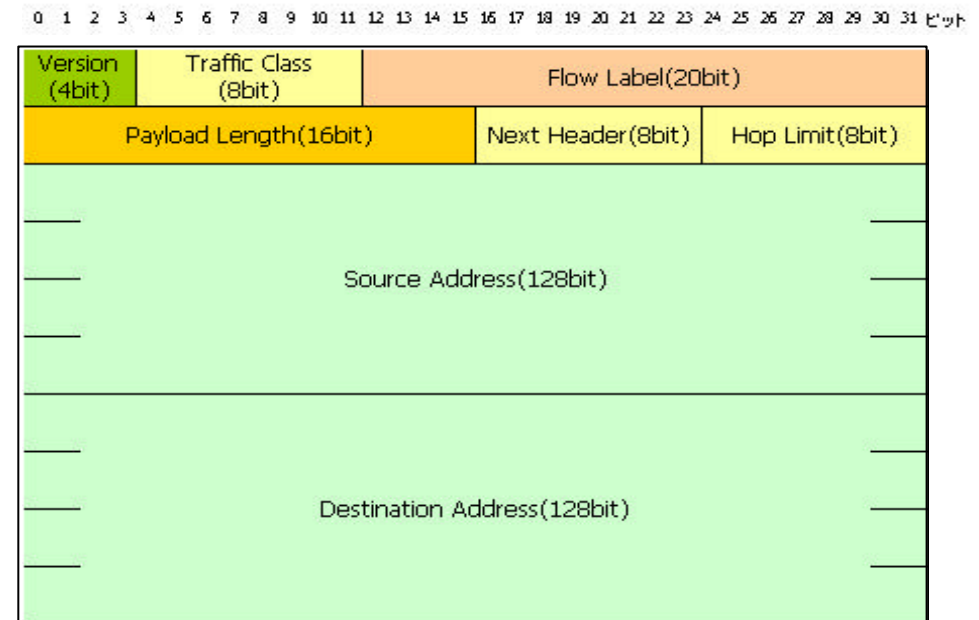 0 1 2 3 4 5 6 7 8 9 10 11 12 13 14 15 16 17 18 19 20 21 22 23 24 25 26 27 28 29 30 31 ビット
Version
(4bit)
Traffic Class
(8bit)
Flow Label(20bit)
Payload Length(16bit)
Next Header(8bit)
Hop Limit(8bit)
Source Address(128bit)
Destination Address(128bit)